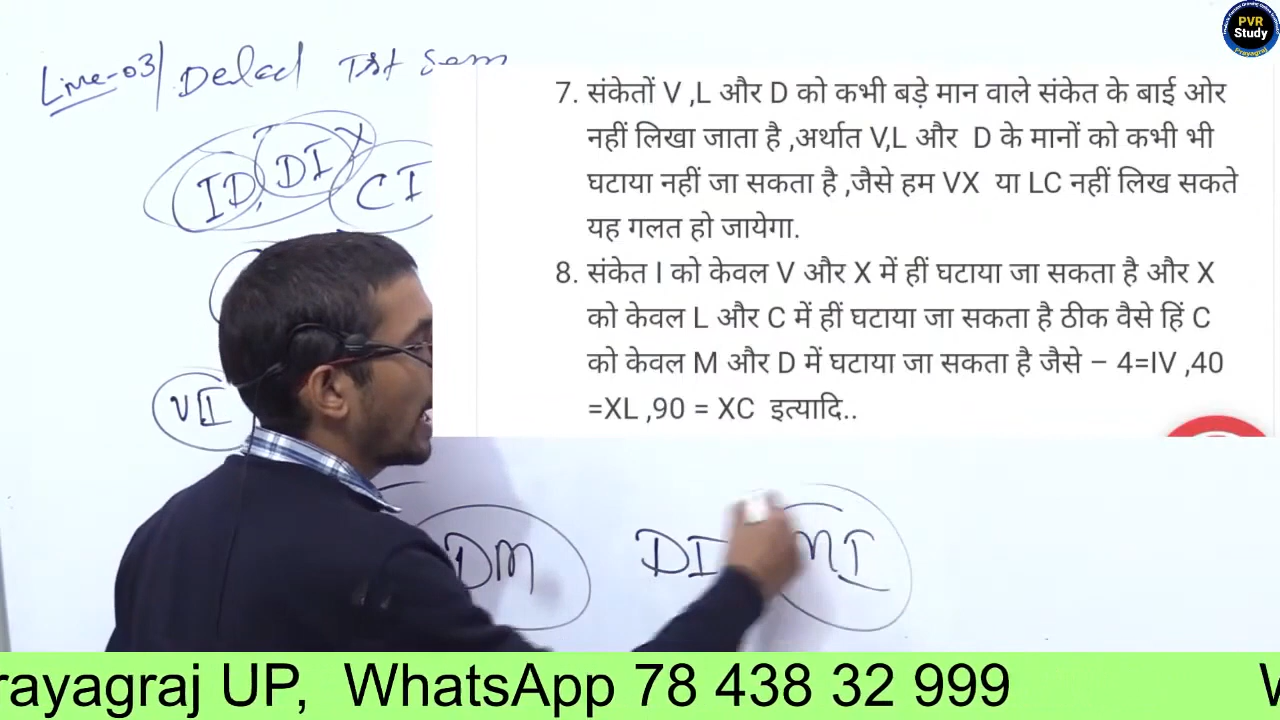 PVR
Study
Prayagraj
Line-03 Deled Ist Sem
ID, DI X
CI
7. संकेतों V ,L और D को कभी बड़े मान वाले संकेत के बाई ओर
नहीं लिखा जाता है ,अर्थात V,L और D के मानों को कभी भी
घटाया नहीं जा सकता है ,जैसे हम VX या LC नहीं लिख सकते
यह गलत हो जायेगा.
8. संकेत I को केवल V और X में हीं घटाया जा सकता है और X
को केवल L और C में हीं घटाया जा सकता है ठीक वैसे हिं C
को केवल M और D में घटाया जा सकता है जैसे – 4=IV ,40
=XL ,90 = XC इत्यादि..
VI
DM DI MI
rayagraj UP, WhatsApp 78 438 32 999 W